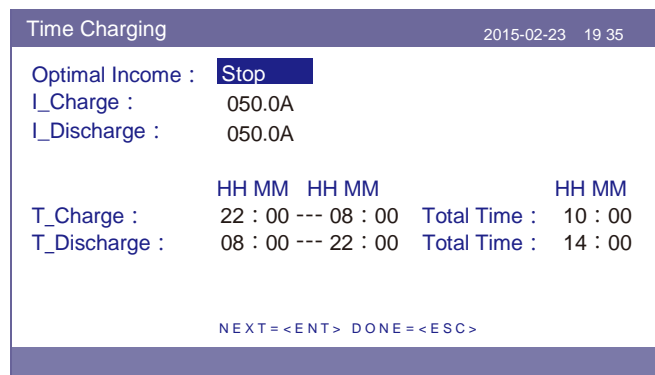 Time Charging 2015-02-23 19 35
Optimal Income : Stop
I_Charge : 050.0A
I_Discharge : 050.0A
HH MM HH MM HH MM
T_Charge : 22 : 00 --- 08 : 00 Total Time : 10 : 00
T_Discharge : 08 : 00 --- 22 : 00 Total Time : 14 : 00
NEXT=<ENT> DONE=<ESC>